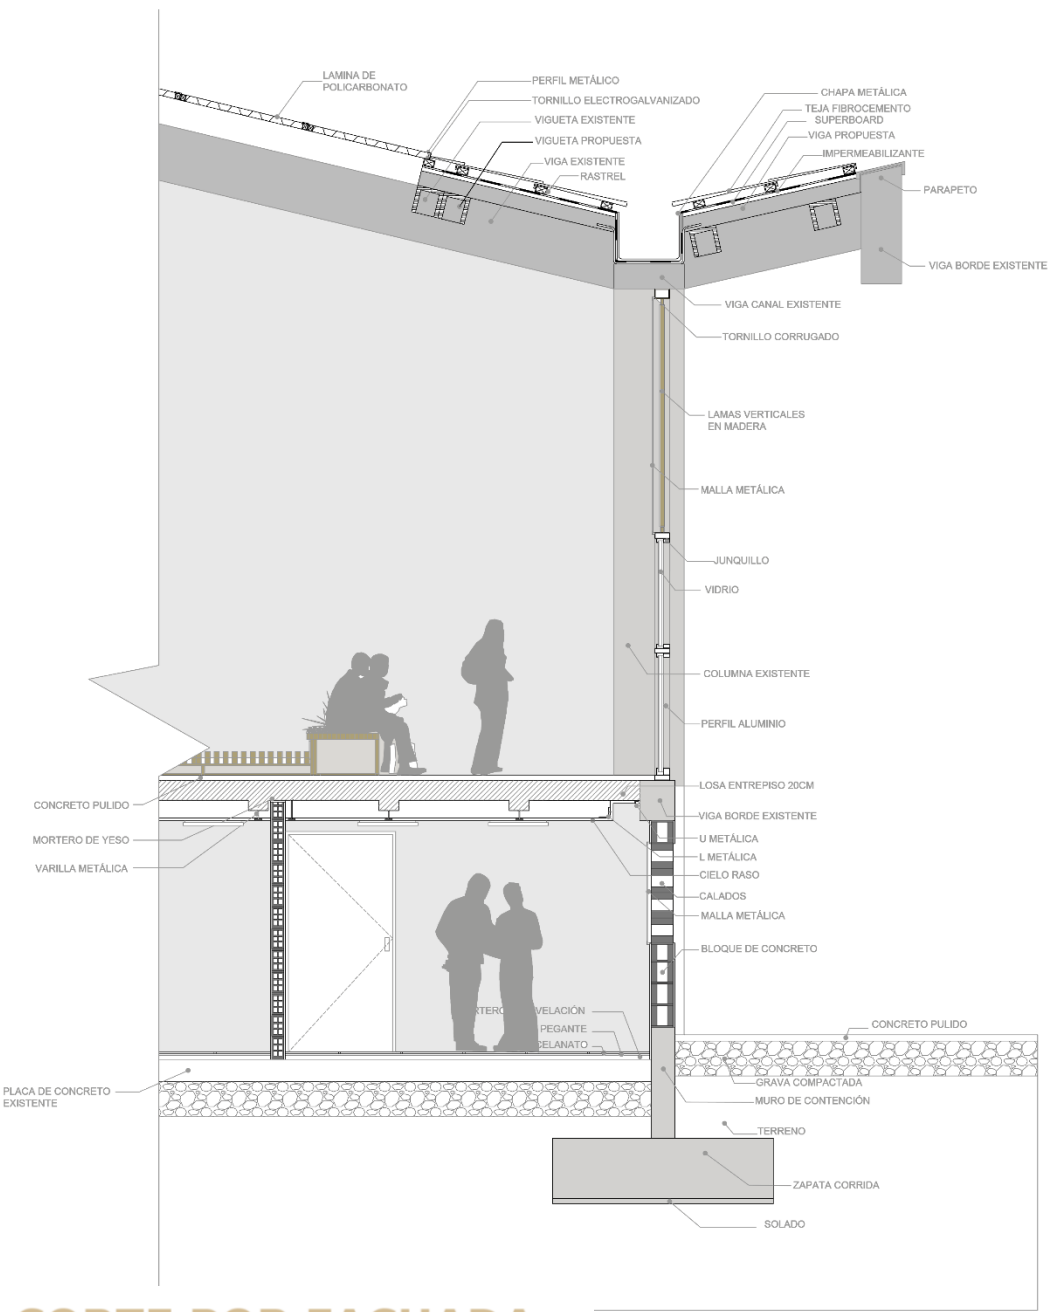 LAMINA DE
POLICARBONATO
PERFIL METÁLICO
TORNILLO ELECTROGALVANIZADO
VIGUETA EXISTENTE
VIGUETA PROPUESTA
VIGA EXISTENTE
RASTREL
CHAPA METÁLICA
TEJA FIBROCEMENTO
SUPERBOARD
VIGA PROPUESTA
IMPERMEABILIZANTE
PARAPETO
VIGA BORDE EXISTENTE
VIGA CANAL EXISTENTE
TORNILLO CORRUGADO
LAMAS VERTICALES
EN MADERA
MALLA METÁLICA
JUNQUILLO
VIDRIO
COLUMNA EXISTENTE
PERFIL ALUMINIO
LOSA ENTREPISO 20CM
CONCRETO PULIDO
VIGA BORDE EXISTENTE
MORTERO DE YESO
U METÁLICA
L METÁLICA
VARILLA METÁLICA
CIELO RASO
CALADOS
MALLA METÁLICA
BLOQUE DE CONCRETO
RTERO VELACIÓN
PEGANTE
CELANATO
CONCRETO PULIDO
GRAVA COMPACTADA
PLACA DE CONCRETO
EXISTENTE
MURO DE CONTENCIÓN
TERRENO
ZAPATA CORRIDA
SOLADO
CORTE POR FACHADA